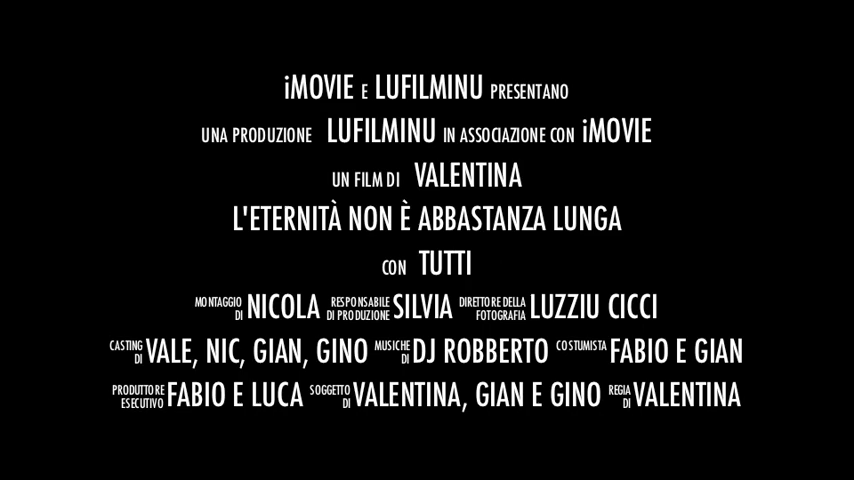 iMOVIE E LUFILMINU PRESENTANO
UNA PRODUZIONE LUFILMINU IN ASSOCIAZIONE CON iMOVIE
UN FILM DI VALENTINA
L'ETERNITÀ NON È ABBASTANZA LUNGA
CON TUTTI
MONTAGGIO DI NICOLA RESPONSABILE DI PRODUZIONE SILVIA DIRETTORE DELLA FOTOGRAFIA LUZZIU CICCI
CASTING DI VALE, NIC, GIAN, GINO MUSICHE DI DJ ROBBERTO COSTUMISTA FABIO E GIAN
PRODUTTORE ESECUTIVO FABIO E LUCA SOGGETTO DI VALENTINA, GIAN E GINO REGIA DI VALENTINA